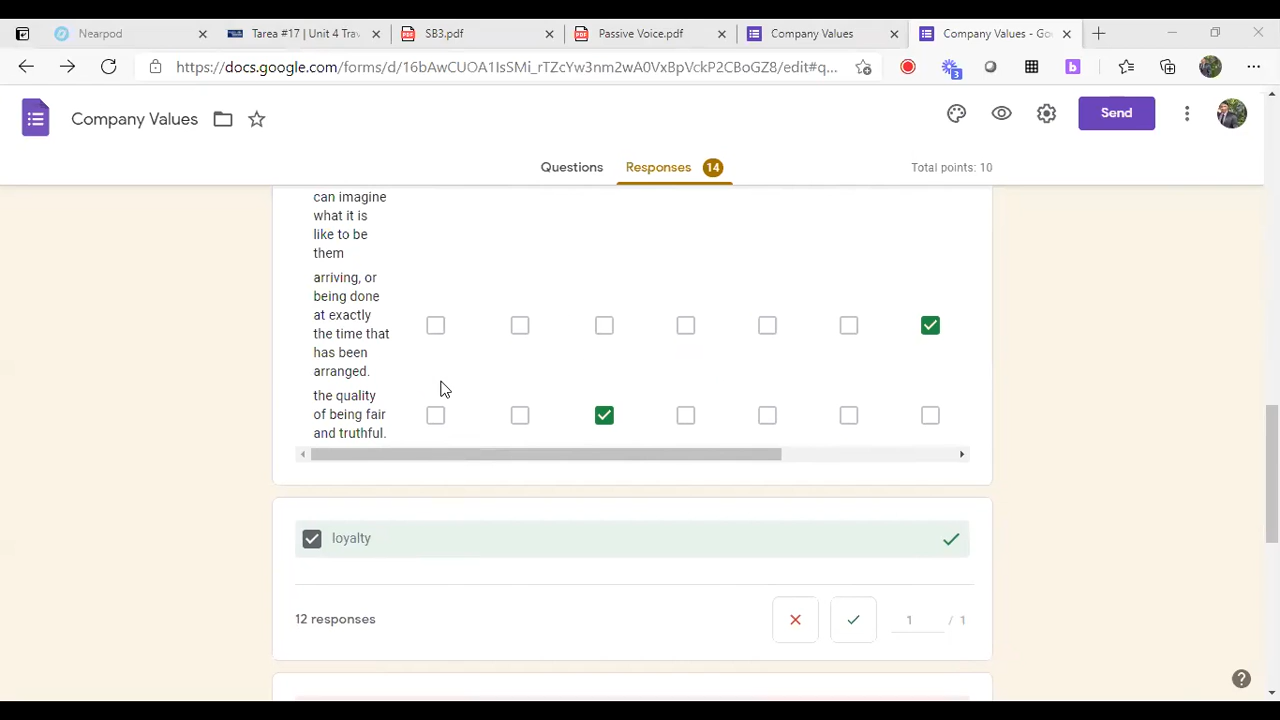 Nearpod
Tarea #17 | Unit 4 Trav
SB3.pdf
Passive Voice.pdf
Company Values
Company Values - Go
https://docs.google.com/forms/d/16bAwCUOA1IsSMi_rTZcYw3nm2wA0VxBpVckP2CBoGZ8/edit#q...
3
Company Values
Send
Questions
Responses 14
Total points: 10
can imagine
what it is
like to be
them
arriving, or
being done
at exactly
the time that
has been
arranged.
the quality
of being fair
and truthful.
loyalty
12 responses
1 / 1